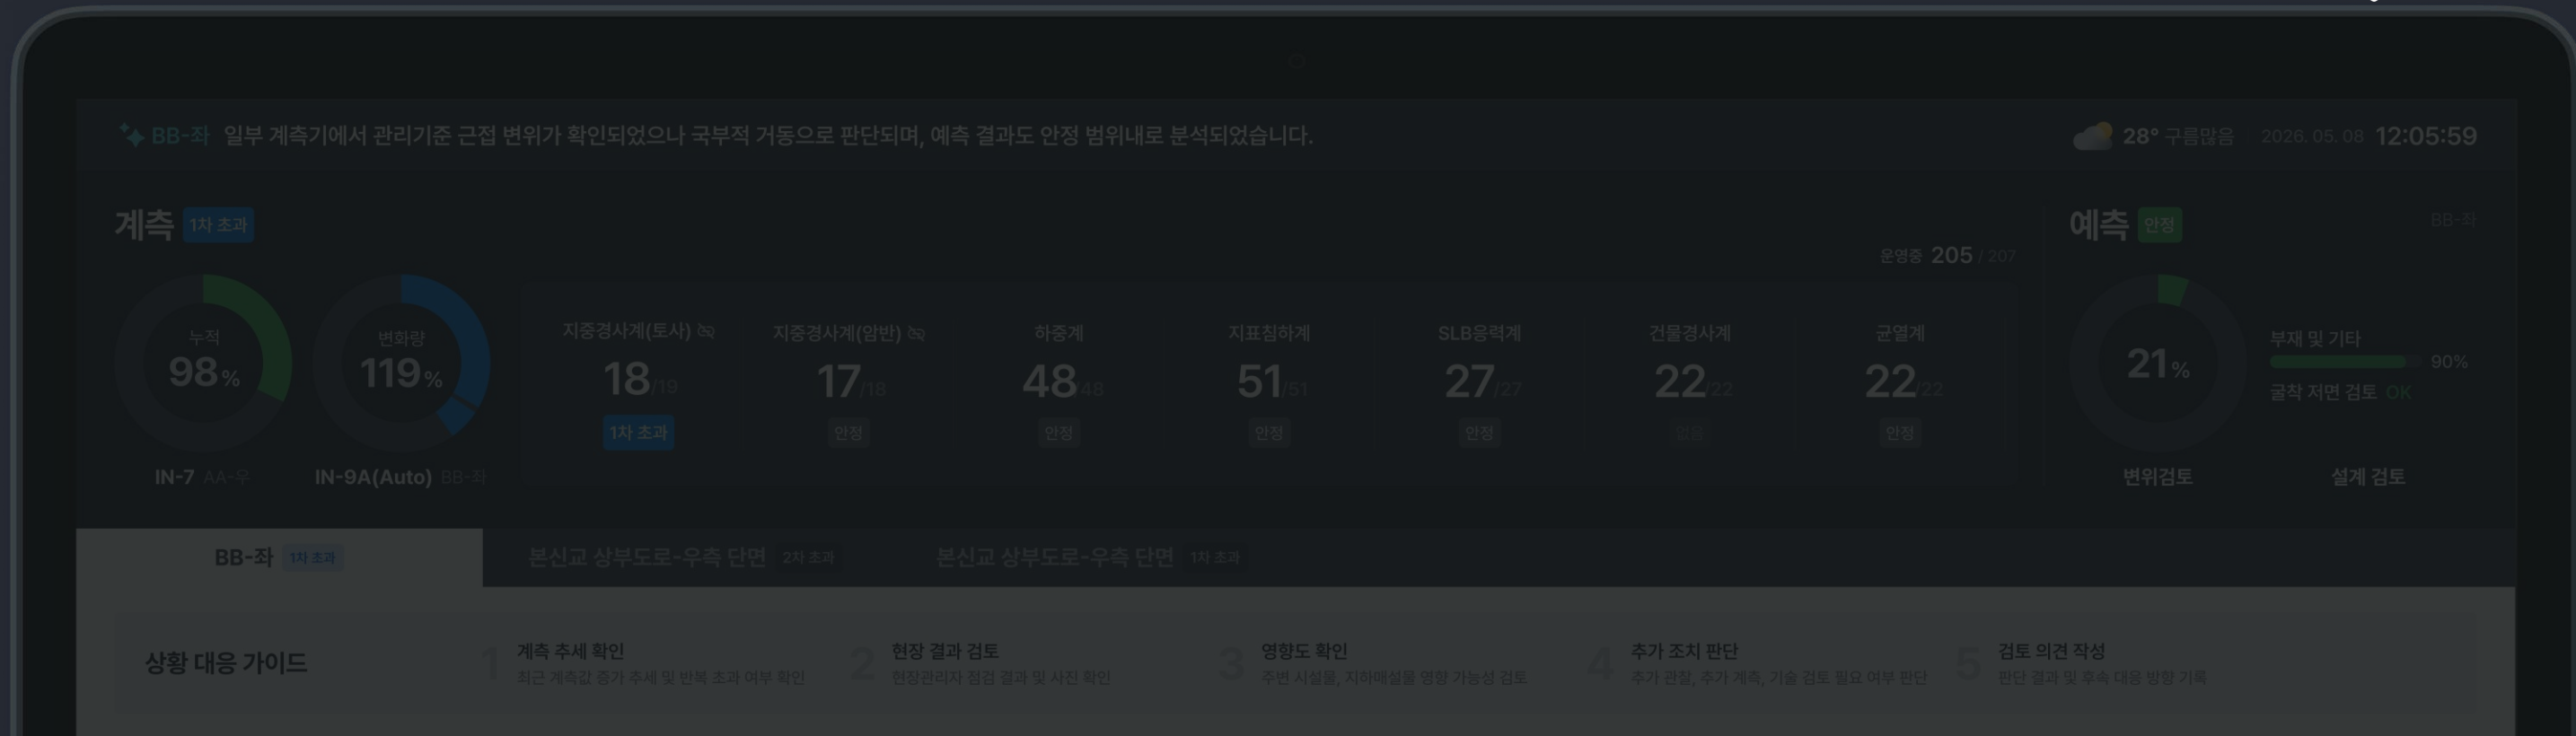 BB-좌 일부 계측기에서 관리기준 근접 변위가 확인되었으나 국부적 거동으로 판단되며, 예측 결과도 안정 범위내로 분석되었습니다.
28° 구름많음 2026. 05. 08 12:05:59
계측 1차 초과
운영중 205 / 207
누적
98%
IN-7 AA-우
변화량
119%
IN-9A(Auto) BB-좌
지중경사계(토사)
18/19
1차 초과
지중경사계(암반)
17/18
안정
하중계
48/48
안정
지표침하계
51/51
안정
SLB응력계
27/27
안정
건물경사계
22/22
없음
균열계
22/22
안정
예측 안정
BB-좌
21%
변위검토
부재 및 기타
90%
굴착 저면 검토 OK
설계 검토
BB-좌 1차 초과
본신교 상부도로-우측 단면 2차 초과
본신교 상부도로-우측 단면 1차 초과
상황 대응 가이드
1 계측 추세 확인
최근 계측값 증가 추세 및 반복 초과 여부 확인
2 현장 결과 검토
현장관리자 점검 결과 및 사진 확인
3 영향도 확인
주변 시설물, 지하매설물 영향 가능성 검토
4 추가 조치 판단
추가 관찰, 추가 계측, 기술 검토 필요 여부 판단
5 검토 의견 작성
판단 결과 및 후속 대응 방향 기록